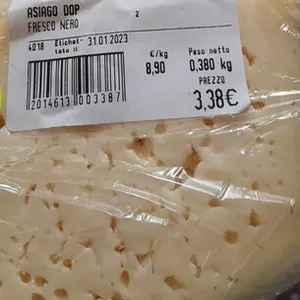 ASIAGO DOP 2
FRESCO NERO
4018 Etichet- 31.01.2023
tato il:
€/kg Peso netto
8,90 0,380 kg
PREZZO
3,38€
2014613 003387